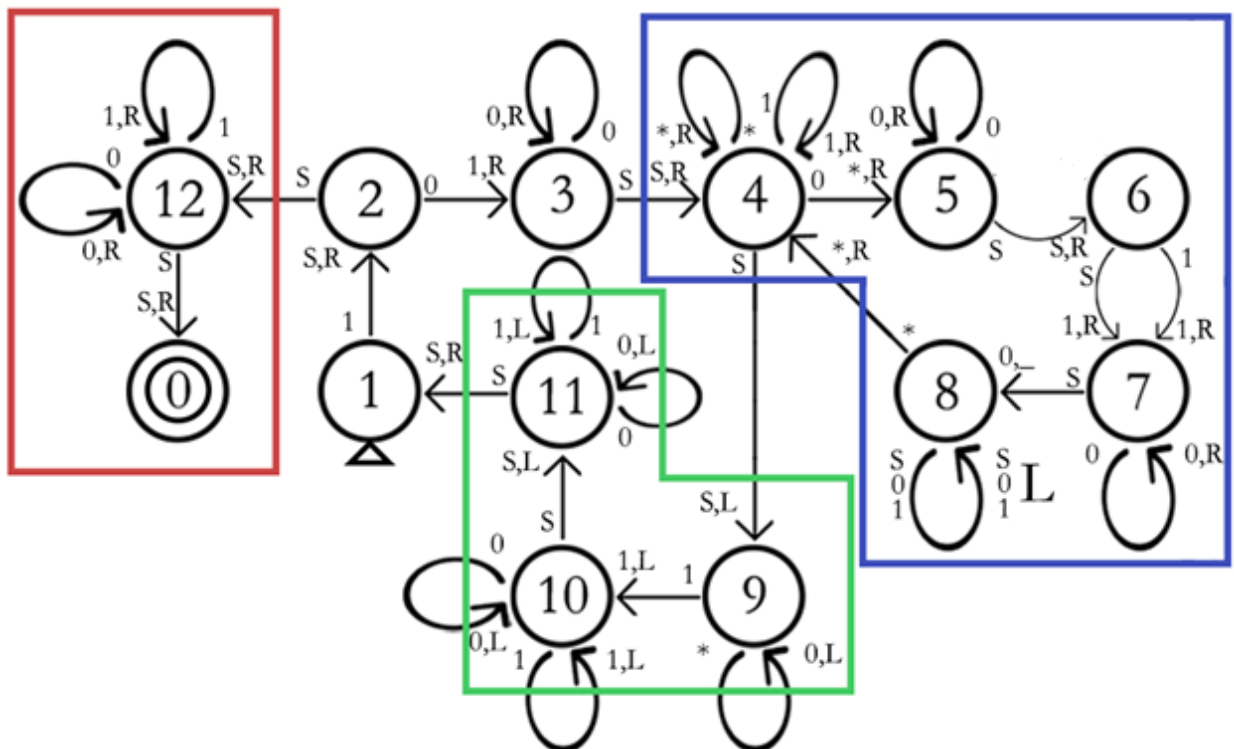 1,R 1
0
0,R
12
S,R S
S
S,R
0
2
0 1,R
S,R
1
1
0,R 0
3
S S,R
*,R *
1 1,R
4
0 *,R
S
0,R 0
5
S S,R
6
S 1
1,R 1,R
*,R
*
8
0,_ S
7
0 0,R
S
0
1
S
0
1
L
1,L 1
0,L
0
11
S,R S
S,L
S
0
0,L
10
1 1,L
1,L 1
S,L
9
* 0,L